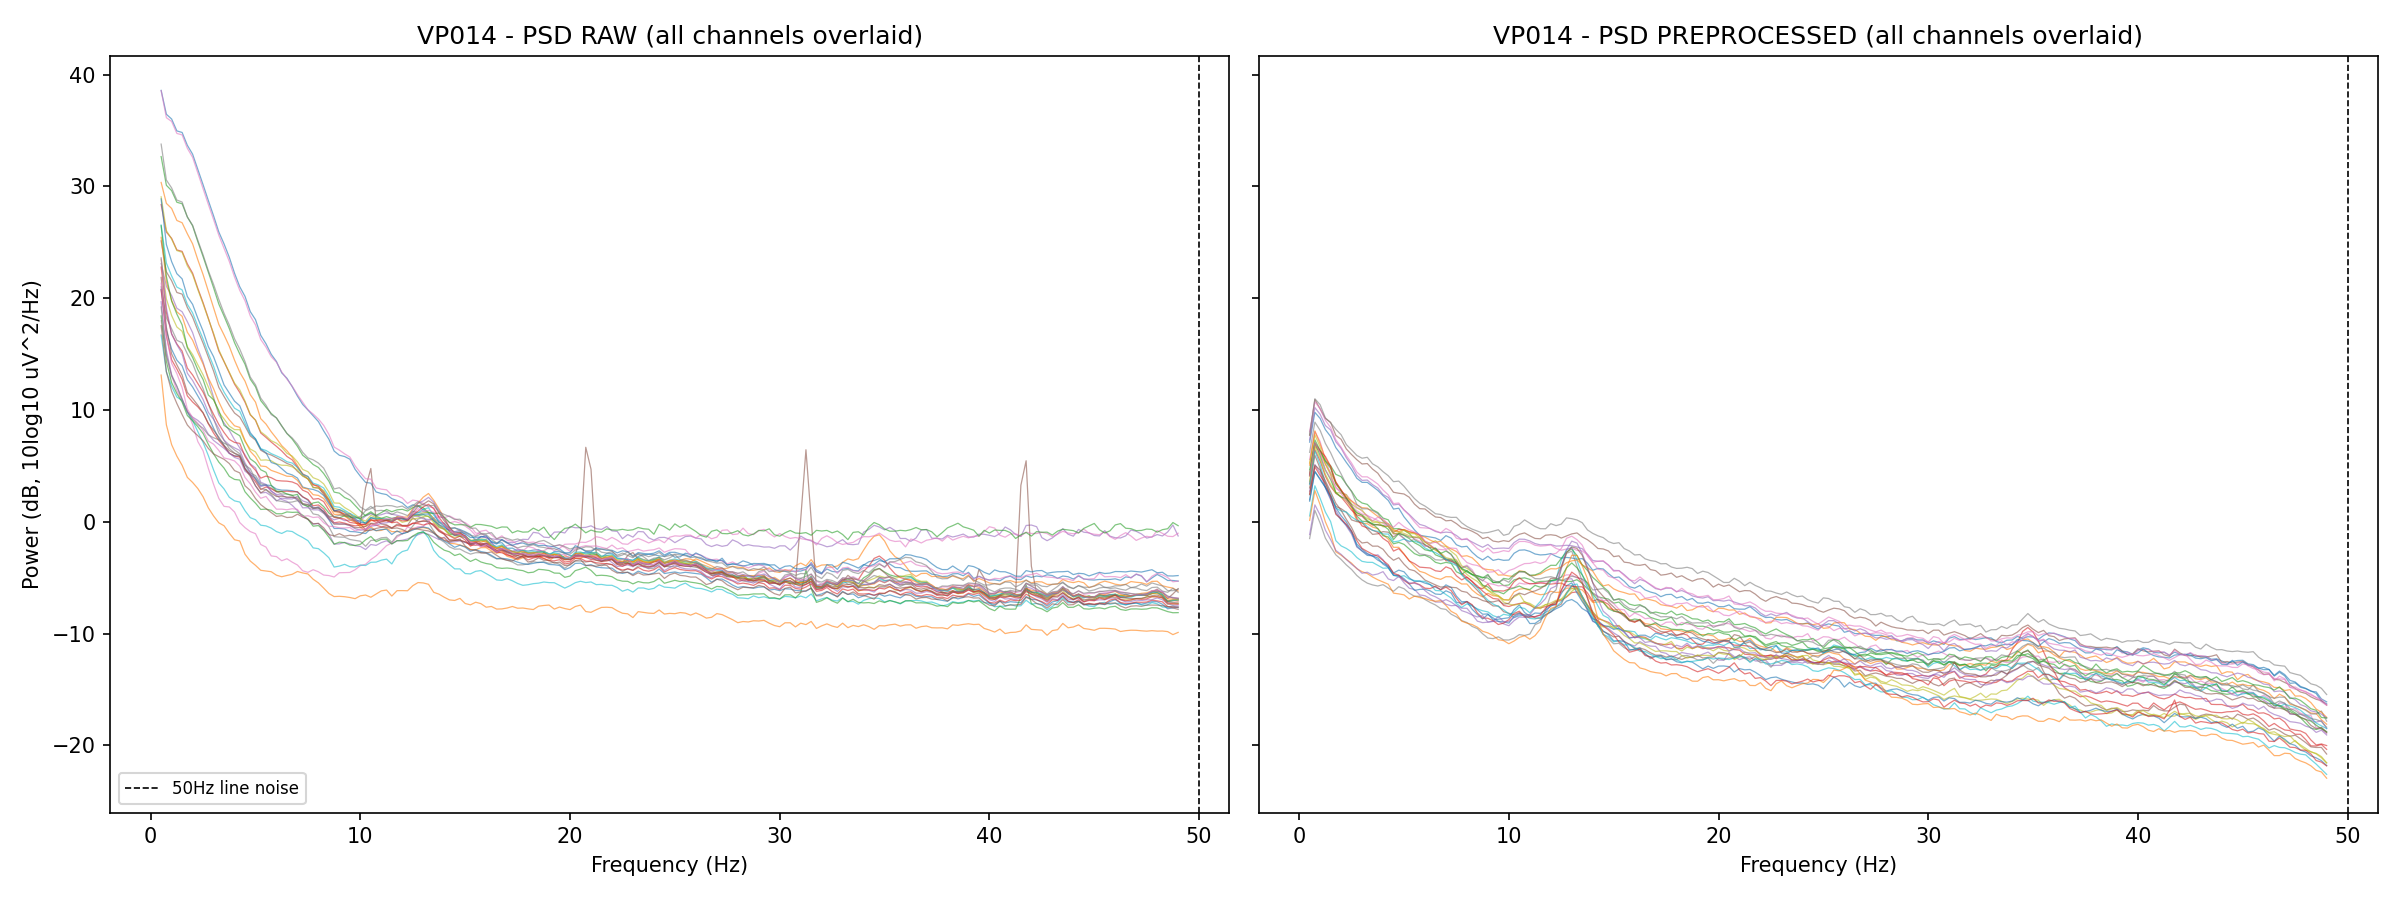 VP014 - PSD RAW (all channels overlaid)
VP014 - PSD PREPROCESSED (all channels overlaid)
Power (dB, 10log10 uV^2/Hz)
40
30
20
10
0
−10
−20
50Hz line noise
0 10 20 30 40 50
0 10 20 30 40 50
Frequency (Hz)
Frequency (Hz)